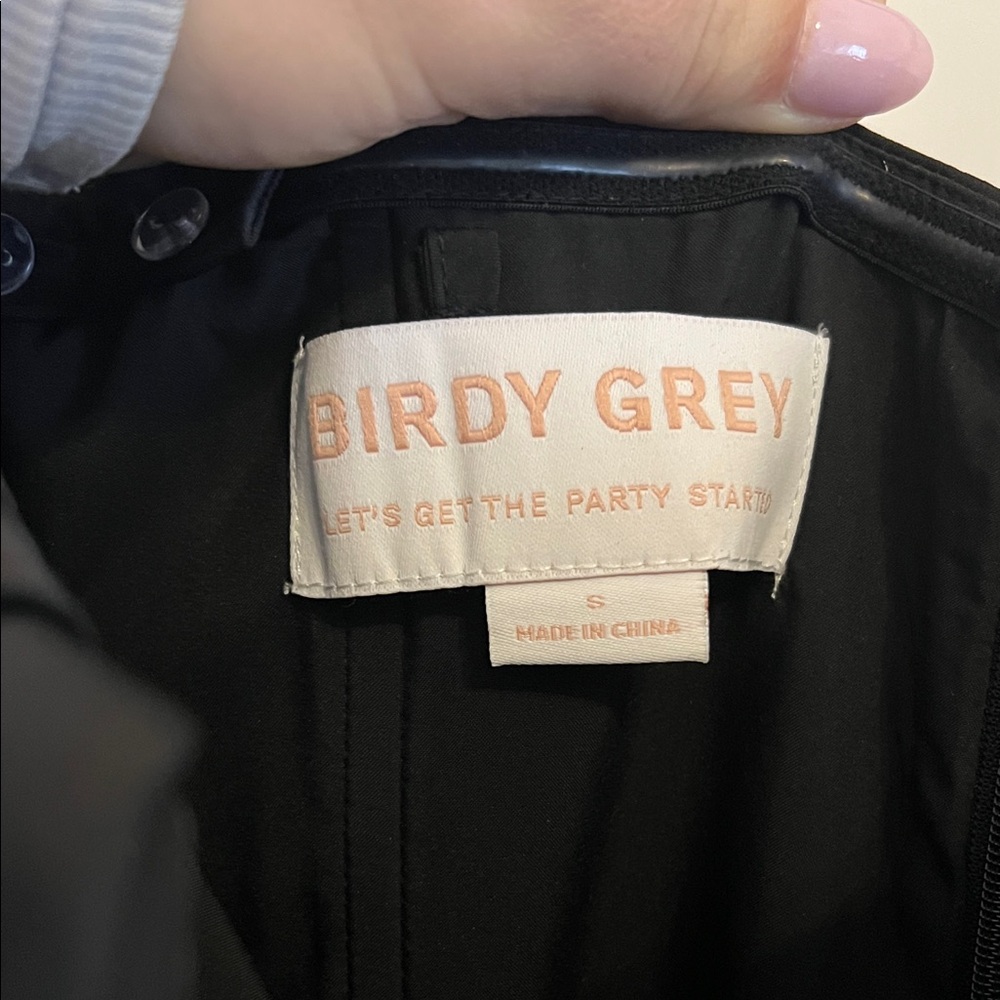 BIRDY GREY
LET'S GET THE PARTY STARTED
S
MADE IN CHINA